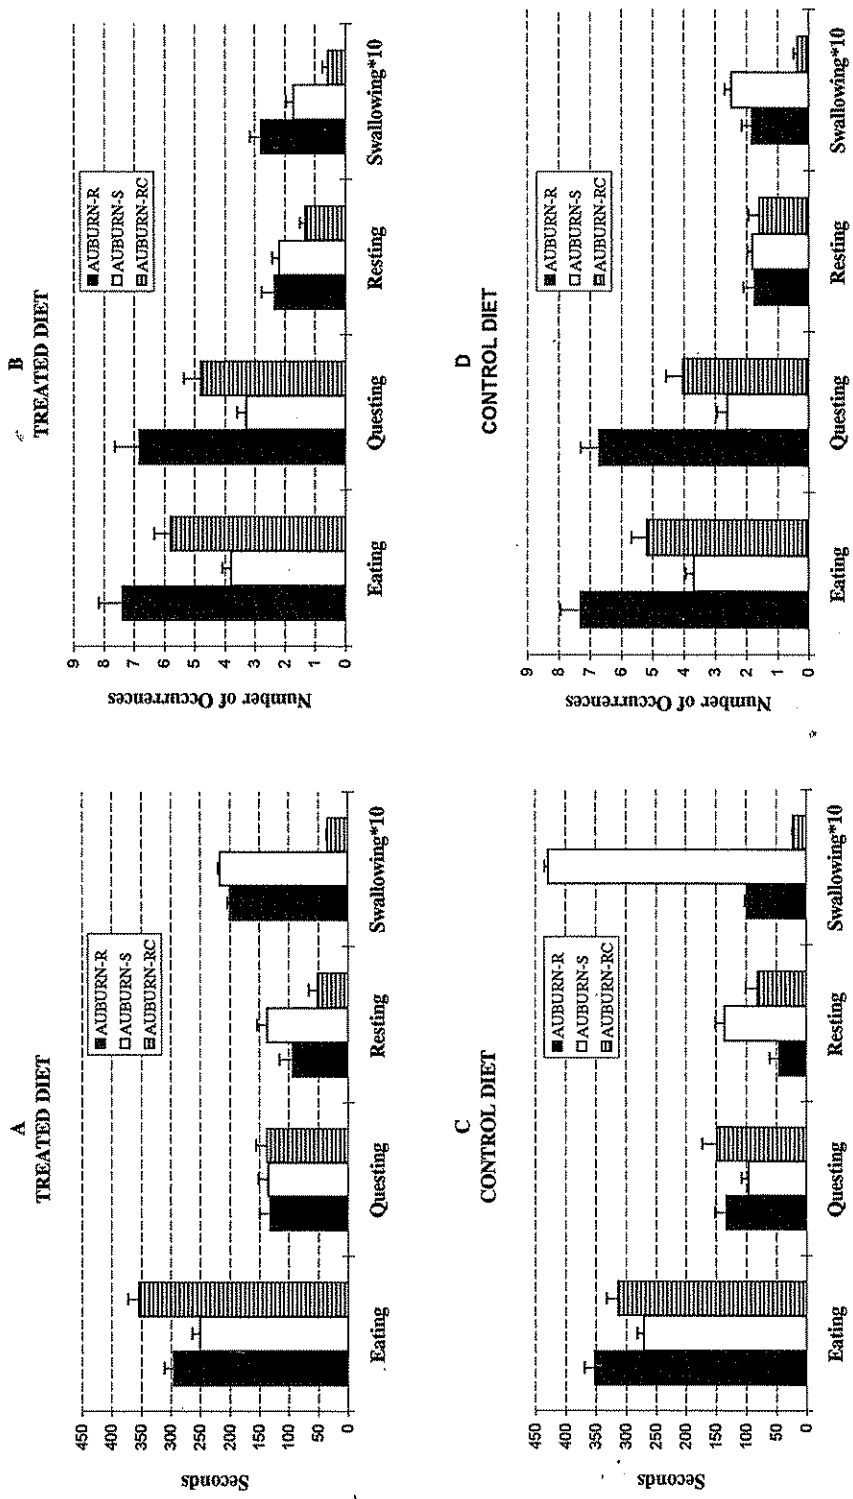 A
TREATED DIET
Seconds
450
400
350
300
250
200
150
100
50
0
AUBURN-R
AUBURN-S
AUBURN-RC
Eating
Questing
Resting
Swallowing*10
B
TREATED DIET
Number of Occurrences
9
8
7
6
5
4
3
2
1
0
AUBURN-R
AUBURN-S
AUBURN-RC
Eating
Questing
Resting
Swallowing*10
C
CONTROL DIET
Seconds
450
400
350
300
250
200
150
100
50
0
AUBURN-R
AUBURN-S
AUBURN-RC
Eating
Questing
Resting
Swallowing*10
D
CONTROL DIET
Number of Occurrences
9
8
7
6
5
4
3
2
1
0
AUBURN-R
AUBURN-S
AUBURN-RC
Eating
Questing
Resting
Swallowing*10